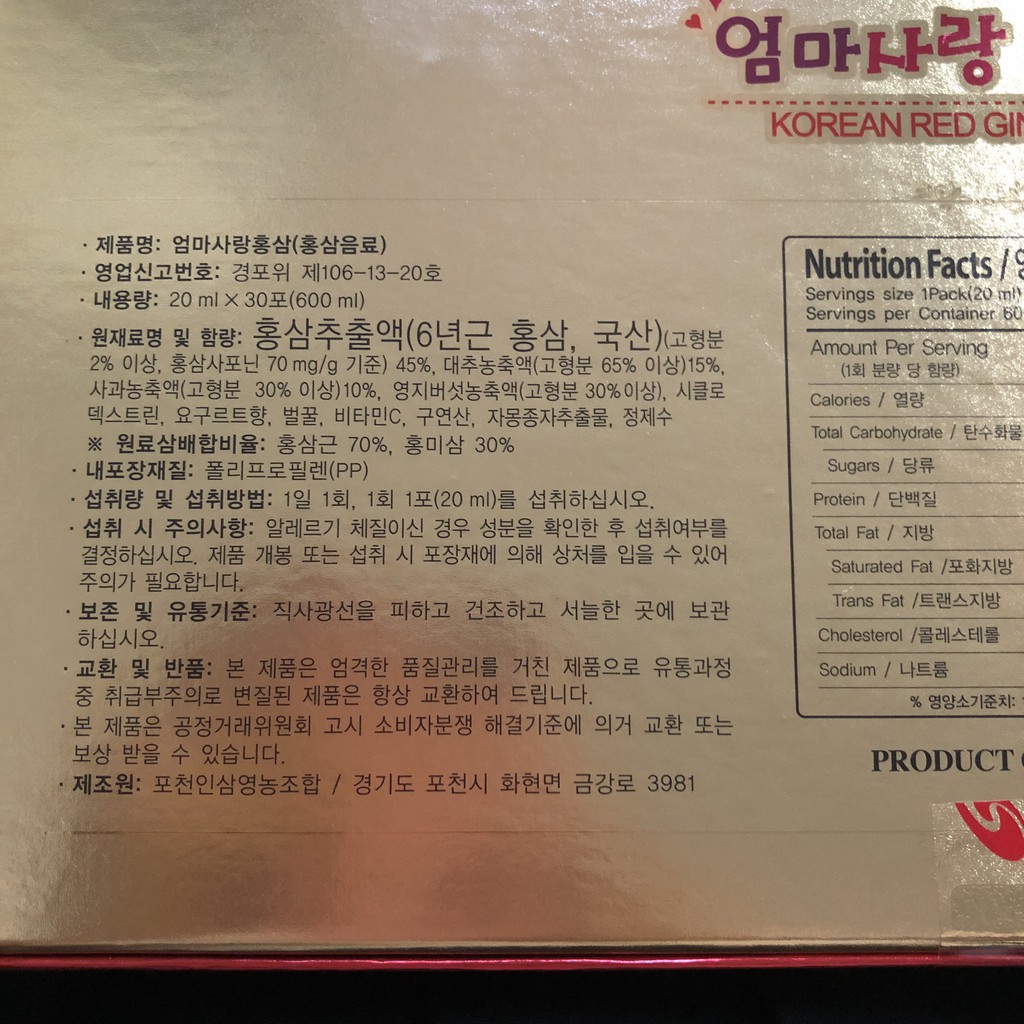 엄마사랑
KOREAN RED
· 제품명: 엄마사랑홍삼(홍삼음료)
· 영업신고번호: 경포위 제106-13-20호
· 내용량: 20 ml × 30포(600 ml)
· 원재료명 및 함량: 홍삼추출액(6년근 홍삼, 국산)(고형분
2% 이상, 홍삼사포닌 70 mg/g 기준) 45%, 대추농축액(고형분 65% 이상)15%,
사과농축액(고형분 30% 이상)10%, 영지버섯농축액(고형분 30%이상), 시클로
덱스트린, 요구르트향, 벌꿀, 비타민C, 구연산, 자몽종자추출물, 정제수
※ 원료삼배합비율: 홍삼근 70%, 홍미삼 30%
· 내포장재질: 폴리프로필렌(PP)
· 섭취량 및 섭취방법: 1일 1회, 1회 1포(20 ml)를 섭취하십시오.
· 섭취 시 주의사항: 알레르기 체질이신 경우 성분을 확인한 후 섭취여부를
결정하십시오. 제품 개봉 또는 섭취 시 포장재에 의해 상처를 입을 수 있어
주의가 필요합니다.
· 보존 및 유통기준: 직사광선을 피하고 건조하고 서늘한 곳에 보관
하십시오.
· 교환 및 반품: 본 제품은 엄격한 품질관리를 거친 제품으로 유통과정
중 취급부주의로 변질된 제품은 항상 교환하여 드립니다.
· 본 제품은 공정거래위원회 고시 소비자분쟁 해결기준에 의거 교환 또는
보상 받을 수 있습니다.
· 제조원: 포천인삼영농조합 / 경기도 포천시 화현면 금강로 3981
Nutrition Facts /
Servings size 1Pack(20 ml)
Servings per Container 60
Amount Per Serving
(1회 분량 당 함량)
Calories / 열량
Total Carbohydrate / 탄수화물
Sugars / 당류
Protein / 단백질
Total Fat / 지방
Saturated Fat /포화지방
Trans Fat /트랜스지방
Cholesterol /콜레스테롤
Sodium / 나트륨
% 영양소기준치:
PRODUCT